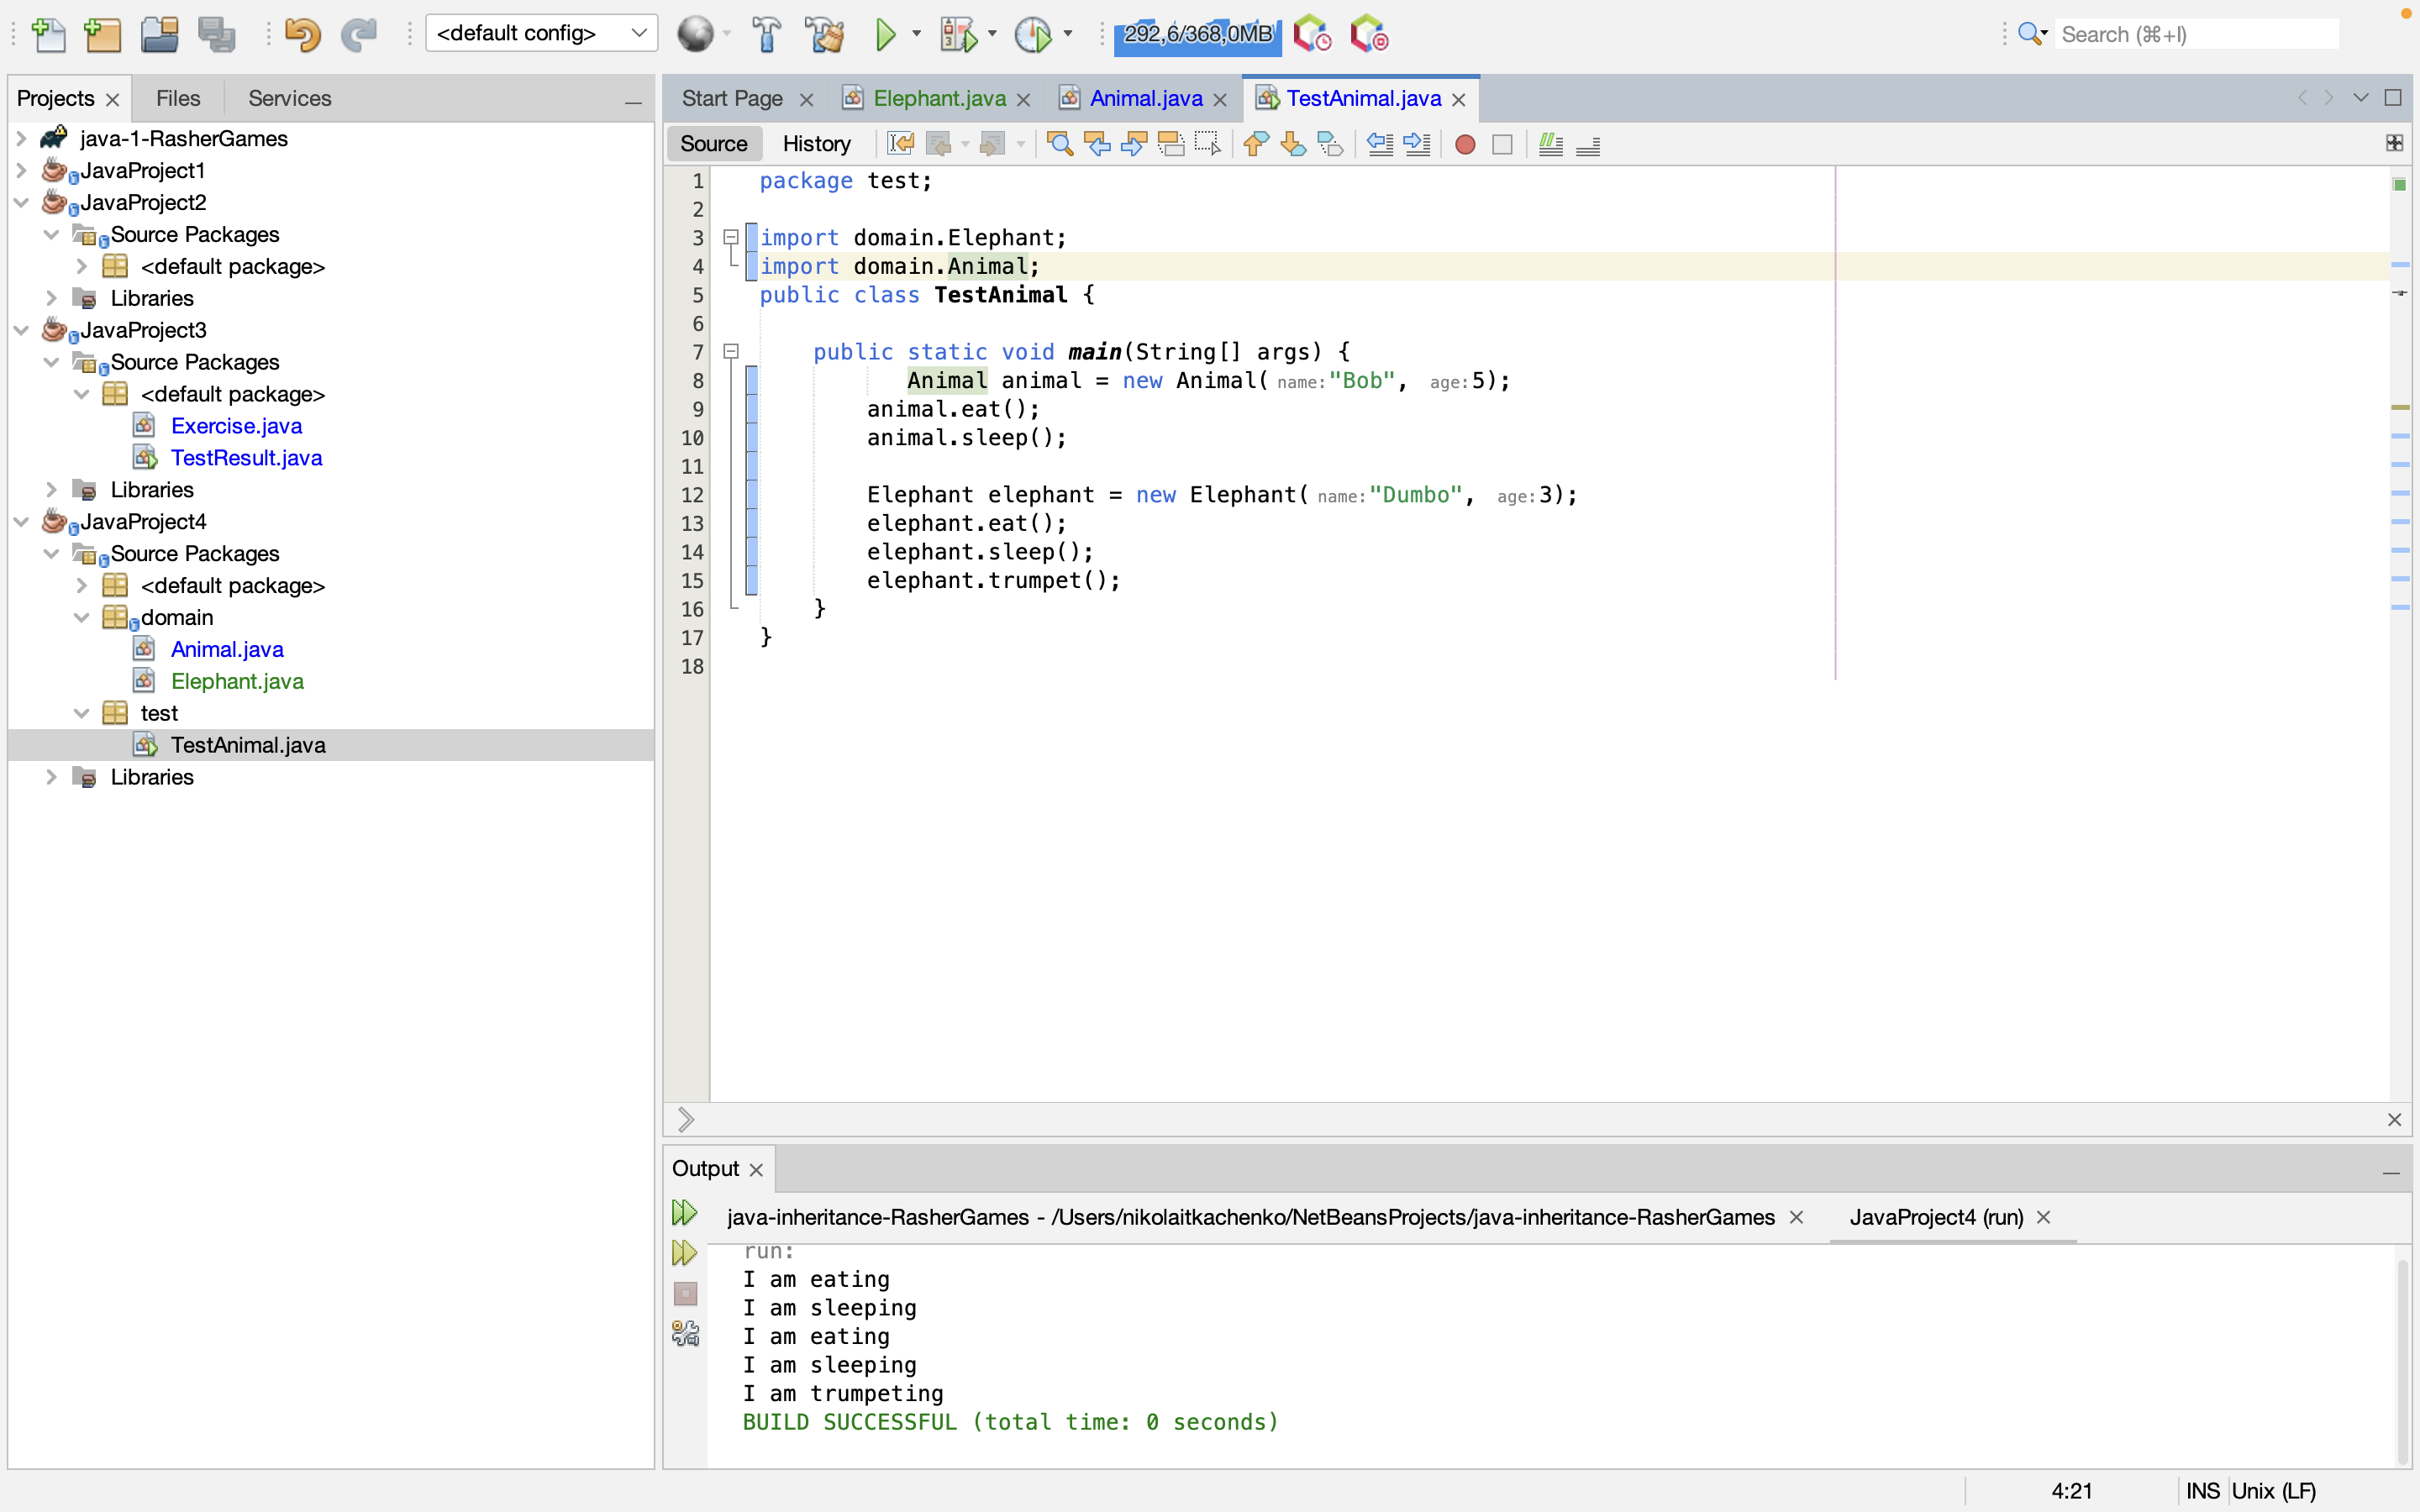 <default config>
292,6/368,0MB
Search (⌘+I)
Projects
Files
Services
java-1-RasherGames
JavaProject1
JavaProject2
Source Packages
<default package>
Libraries
JavaProject3
Source Packages
<default package>
Exercise.java
TestResult.java
Libraries
JavaProject4
Source Packages
<default package>
domain
Animal.java
Elephant.java
test
TestAnimal.java
Libraries
Start Page
Elephant.java
Animal.java
TestAnimal.java
Source
History
1 package test;
2
3 import domain.Elephant;
4 import domain.Animal;
5 public class TestAnimal {
6
7 public static void main(String[] args) {
8 Animal animal = new Animal( name: "Bob", age: 5);
9 animal.eat();
10 animal.sleep();
11
12 Elephant elephant = new Elephant( name: "Dumbo", age: 3);
13 elephant.eat();
14 elephant.sleep();
15 elephant.trumpet();
16 }
17 }
18
Output
java-inheritance-RasherGames - /Users/nikolaitkachenko/NetBeansProjects/java-inheritance-RasherGames
JavaProject4 (run)
run:
I am eating
I am sleeping
I am eating
I am sleeping
I am trumpeting
BUILD SUCCESSFUL (total time: 0 seconds)
4:21
INS
Unix (LF)